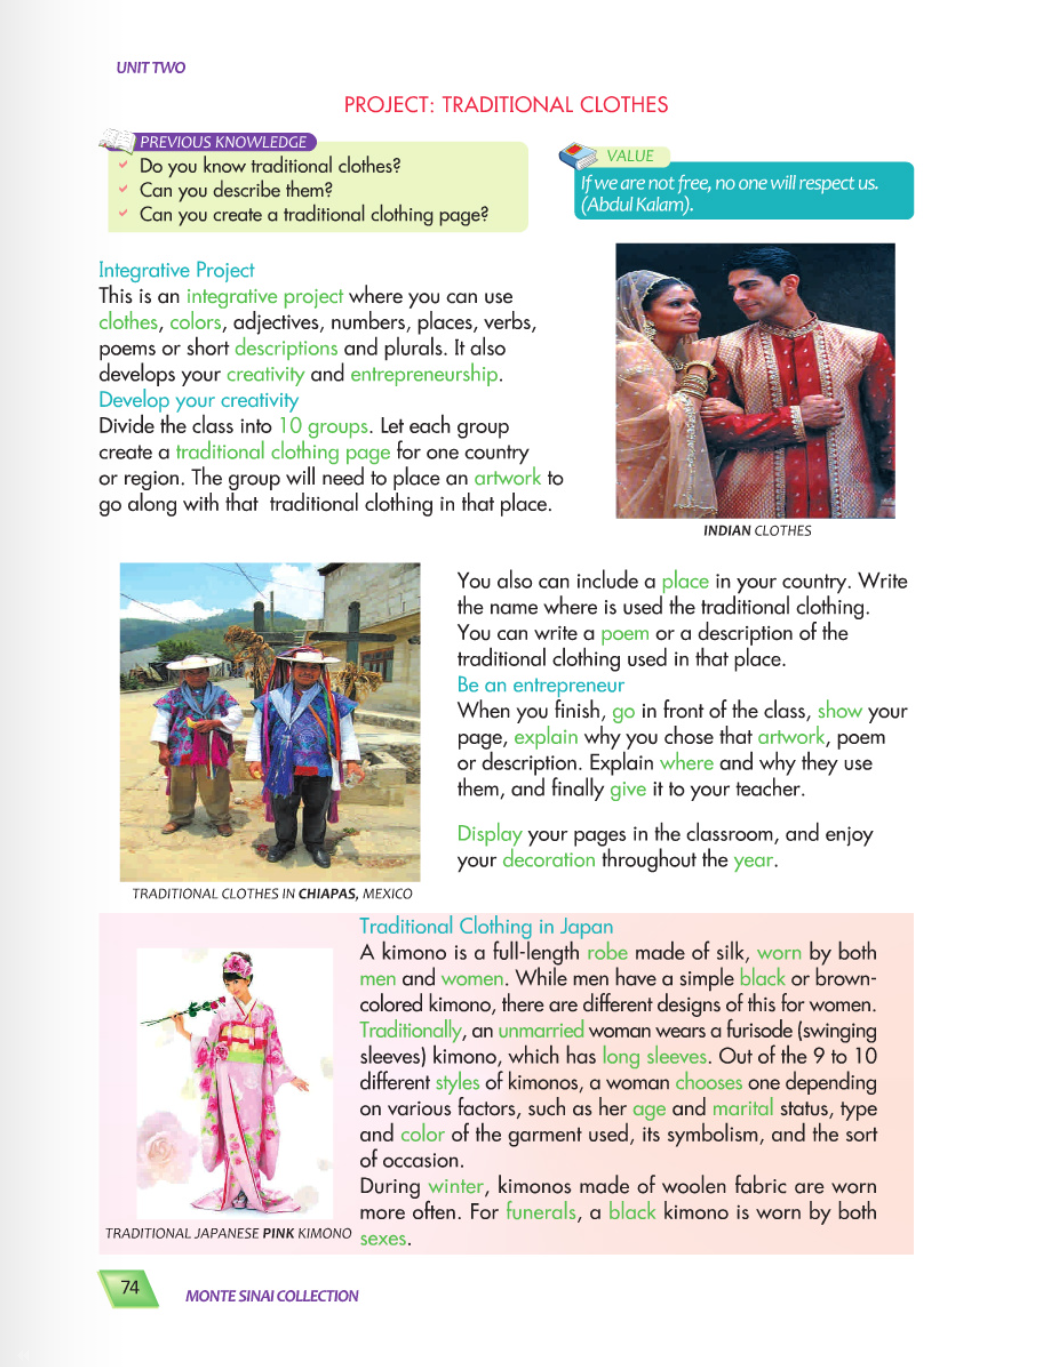 UNIT TWO
PROJECT: TRADITIONAL CLOTHES
PREVIOUS KNOWLEDGE
Do you know traditional clothes?
Can you describe them?
Can you create a traditional clothing page?
VALUE
If we are not free, no one will respect us.
(Abdul Kalam).
Integrative Project
This is an integrative project where you can use
clothes, colors, adjectives, numbers, places, verbs,
poems or short descriptions and plurals. It also
develops your creativity and entrepreneurship.
Develop your creativity
Divide the class into 10 groups. Let each group
create a traditional clothing page for one country
or region. The group will need to place an artwork to
go along with that traditional clothing in that place.
INDIAN CLOTHES
You also can include a place in your country. Write
the name where is used the traditional clothing.
You can write a poem or a description of the
traditional clothing used in that place.
Be an entrepreneur
When you finish, go in front of the class, show your
page, explain why you chose that artwork, poem
or description. Explain where and why they use
them, and finally give it to your teacher.
Display your pages in the classroom, and enjoy
your decoration throughout the year.
TRADITIONAL CLOTHES IN CHIAPAS, MEXICO
Traditional Clothing in Japan
A kimono is a full-length robe made of silk, worn by both
men and women. While men have a simple black or brown-
colored kimono, there are different designs of this for women.
Traditionally, an unmarried woman wears a furisode (swinging
sleeves) kimono, which has long sleeves. Out of the 9 to 10
different styles of kimonos, a woman chooses one depending
on various factors, such as her age and marital status, type
and color of the garment used, its symbolism, and the sort
of occasion.
During winter, kimonos made of woolen fabric are worn
more often. For funerals, a black kimono is worn by both
sexes.
TRADITIONAL JAPANESE PINK KIMONO
74
MONTE SINAI COLLECTION